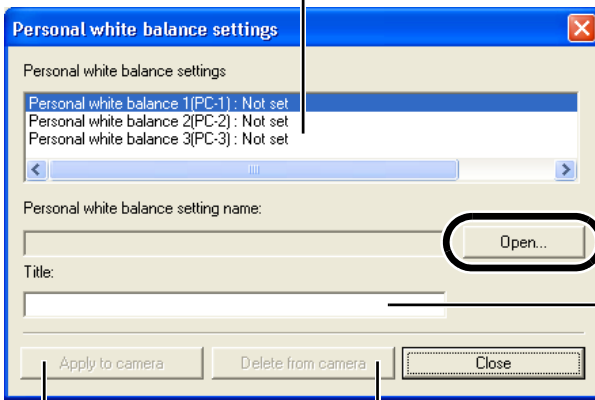 Personal white balance settings
Personal white balance settings
Personal white balance 1(PC-1) : Not set
Personal white balance 2(PC-2) : Not set
Personal white balance 3(PC-3) : Not set
Personal white balance setting name:
Open...
Title:
Apply to camera Delete from camera Close